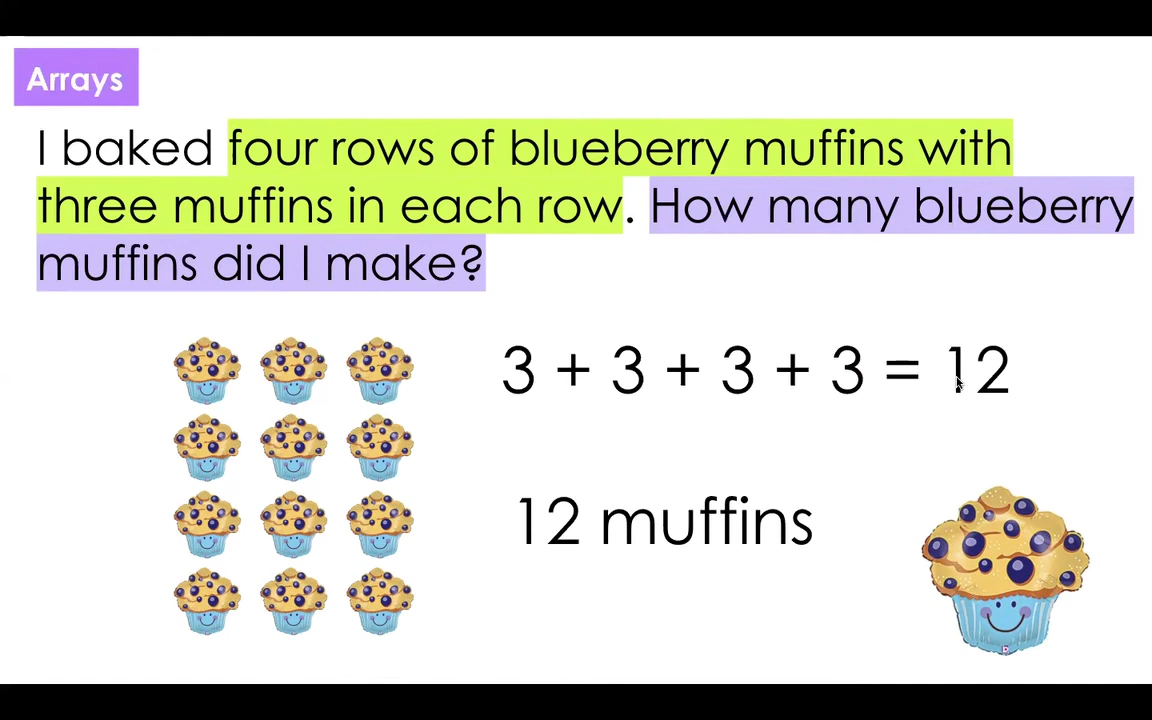 Arrays
I baked four rows of blueberry muffins with
three muffins in each row. How many blueberry
muffins did I make?
3 + 3 + 3 + 3 = 12
12 muffins